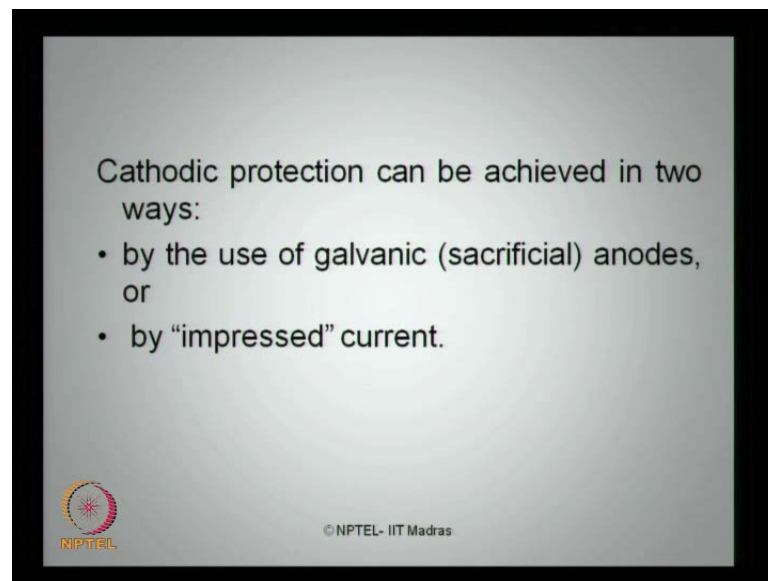 Cathodic protection can be achieved in two
ways:
• by the use of galvanic (sacrificial) anodes,
or
• by “impressed” current.
NPTEL
© NPTEL- IIT Madras